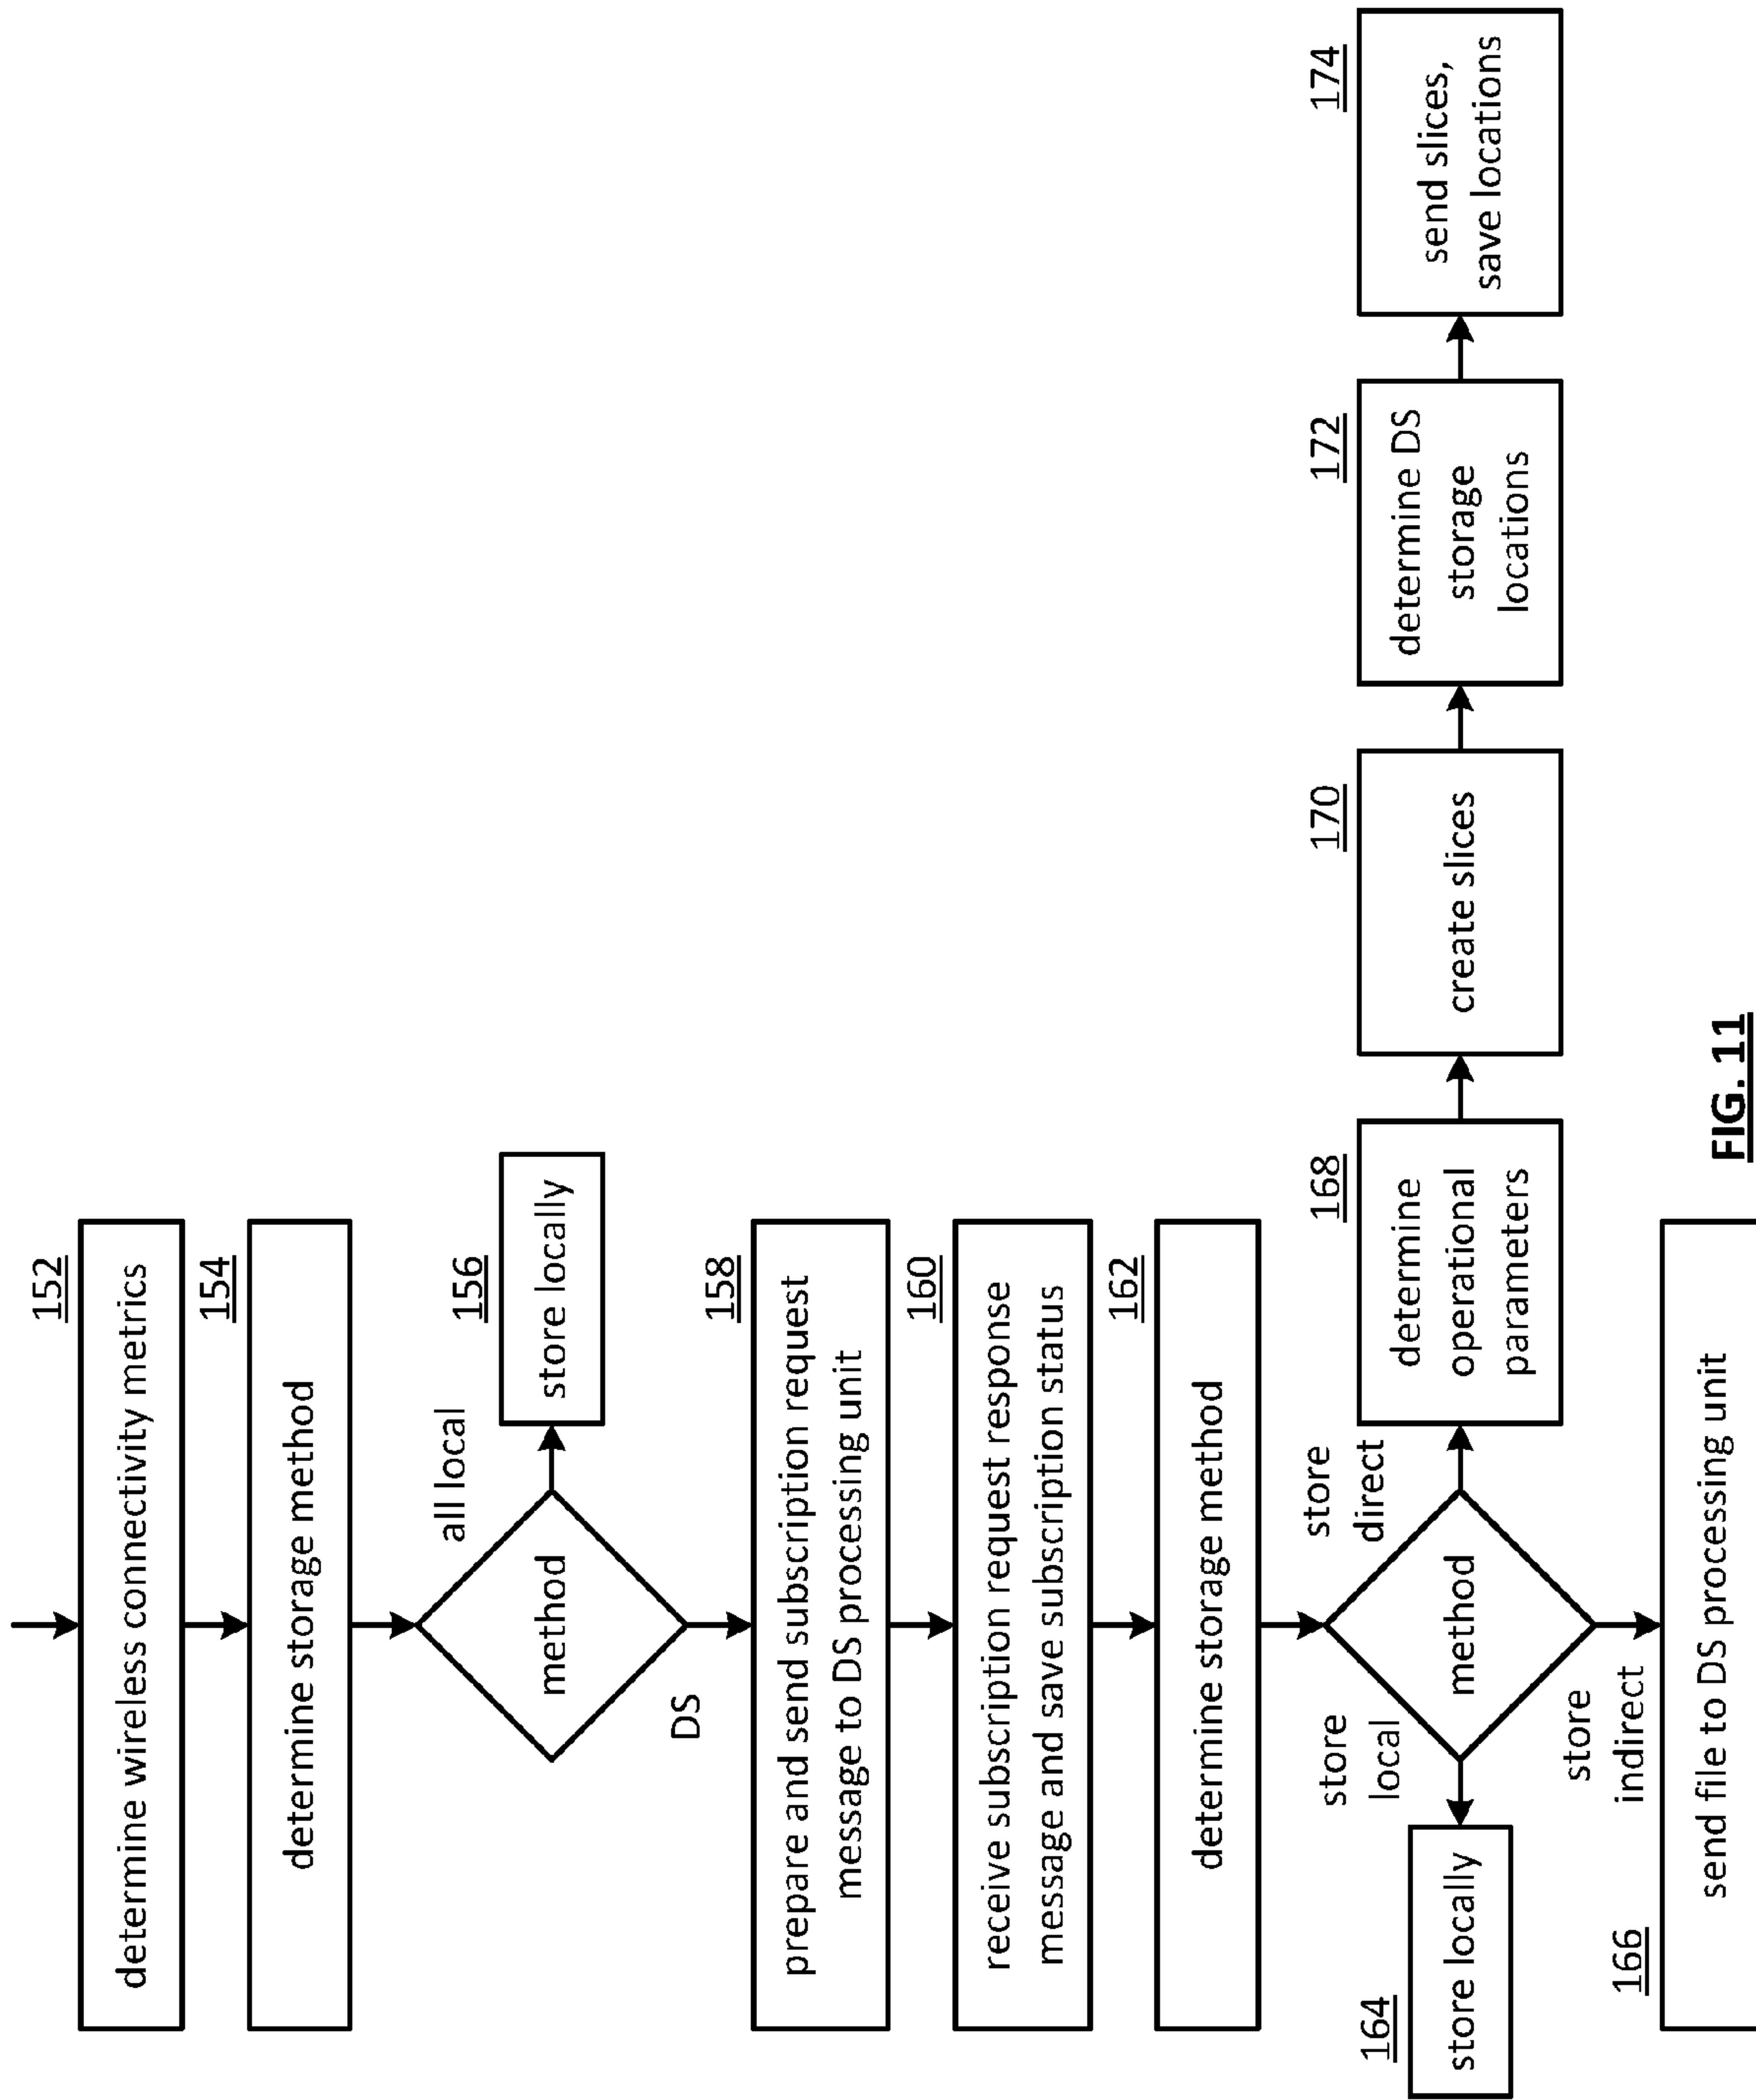 152
determine wireless connectivity metrics
154
determine storage method
method
all local
156
store locally
DS
158
prepare and send subscription request
message to DS processing unit
160
receive subscription request response
message and save subscription status
162
determine storage method
method
store
local
164
store locally
store
indirect
166
send file to DS processing unit
store
direct
168
determine
operational
parameters
170
create slices
172
determine DS
storage
locations
174
send slices,
save locations
FIG. 11